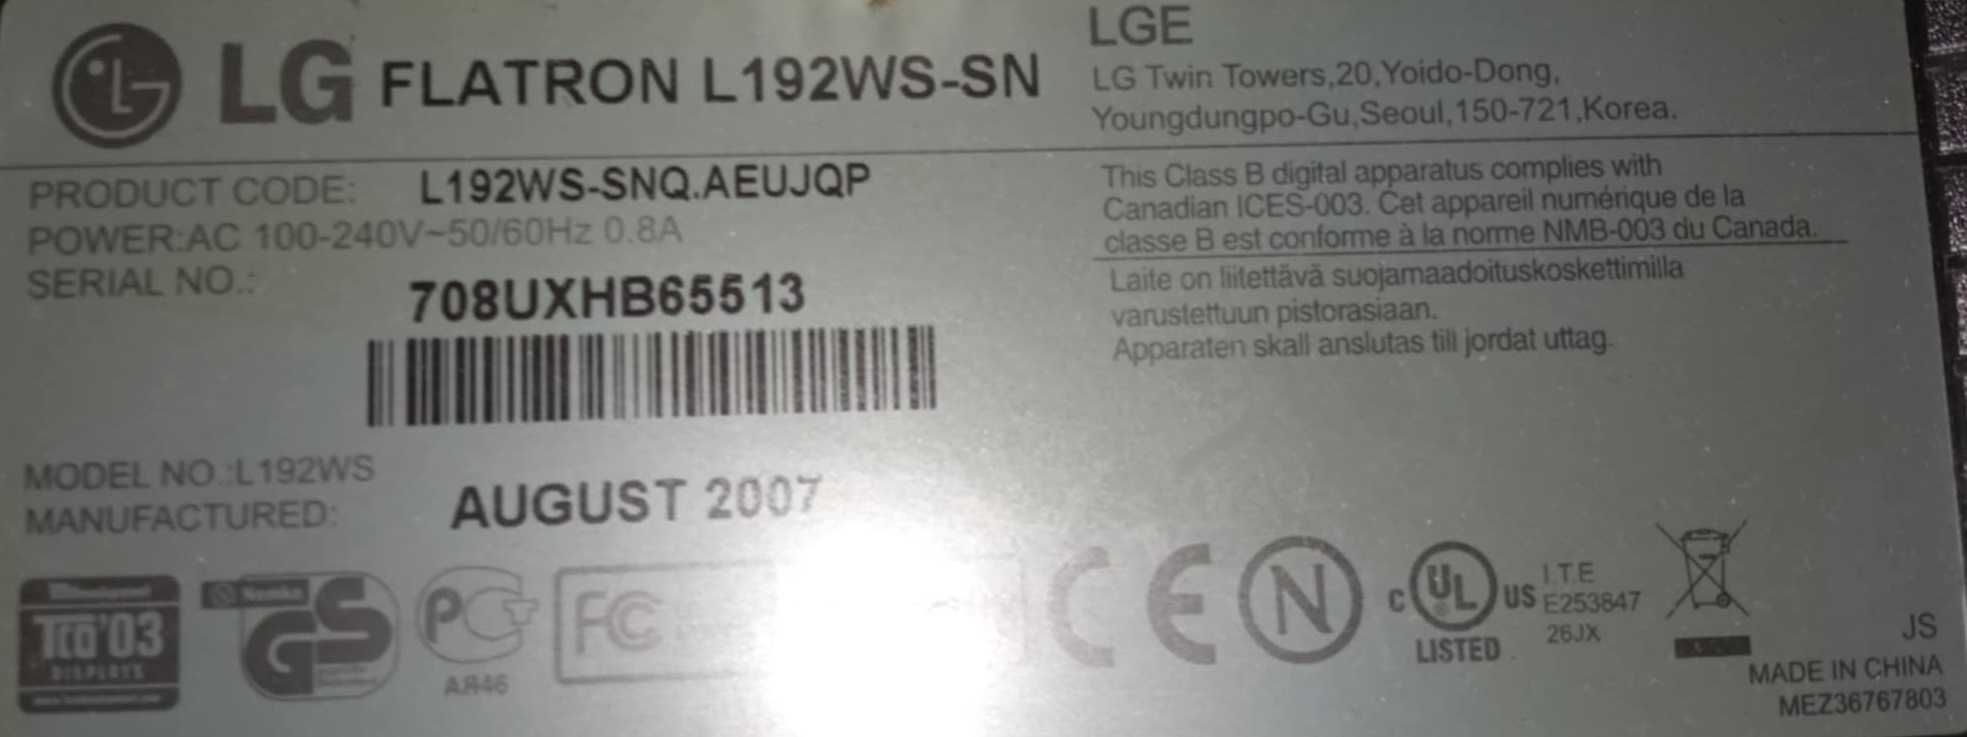 LG FLATRON L192WS-SN
LGE
LG Twin Towers,20,Yoido-Dong,
Youngdungpo-Gu,Seoul,150-721,Korea.
PRODUCT CODE: L192WS-SNQ.AEUJQP
POWER:AC 100-240V~50/60Hz 0.8A
SERIAL NO.:
708UXHB65513
This Class B digital apparatus complies with
Canadian ICES-003. Cet appareil numérique de la
classe B est conforme à la norme NMB-003 du Canada.
Laite on liitettävä suojamaadoituskoskettimilla
varustettuun pistorasiaan.
Apparaten skall anslutas till jordat uttag.
MODEL NO.:L192WS
MANUFACTURED: AUGUST 2007
TCO'03
DISPLAYS
Nemko
GS
PCT
AЯ46
FC
CE
N
C UL US
LISTED
I.T.E
E253847
26JX
JS
MADE IN CHINA
MEZ36767803